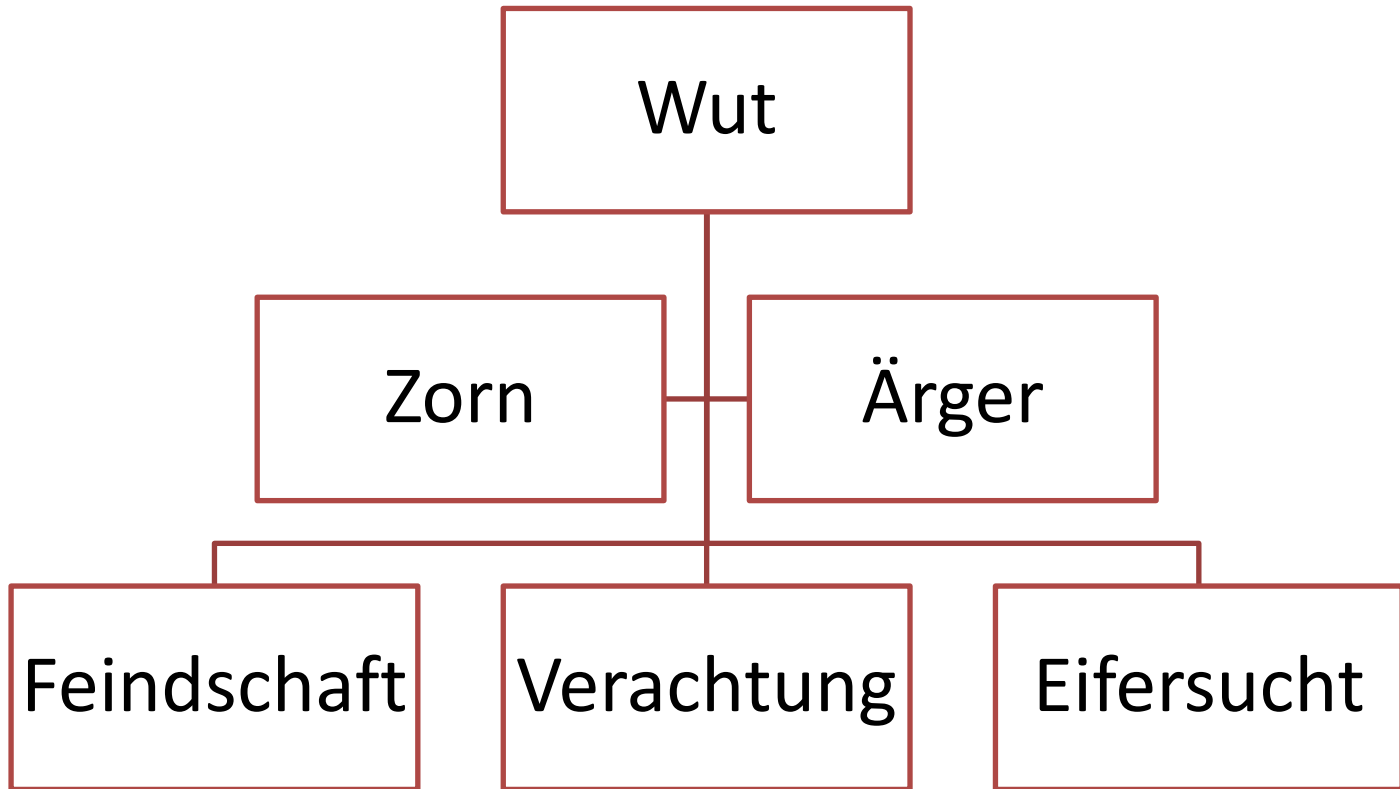 Wut
Zorn
Ärger
Feindschaft
Verachtung
Eifersucht